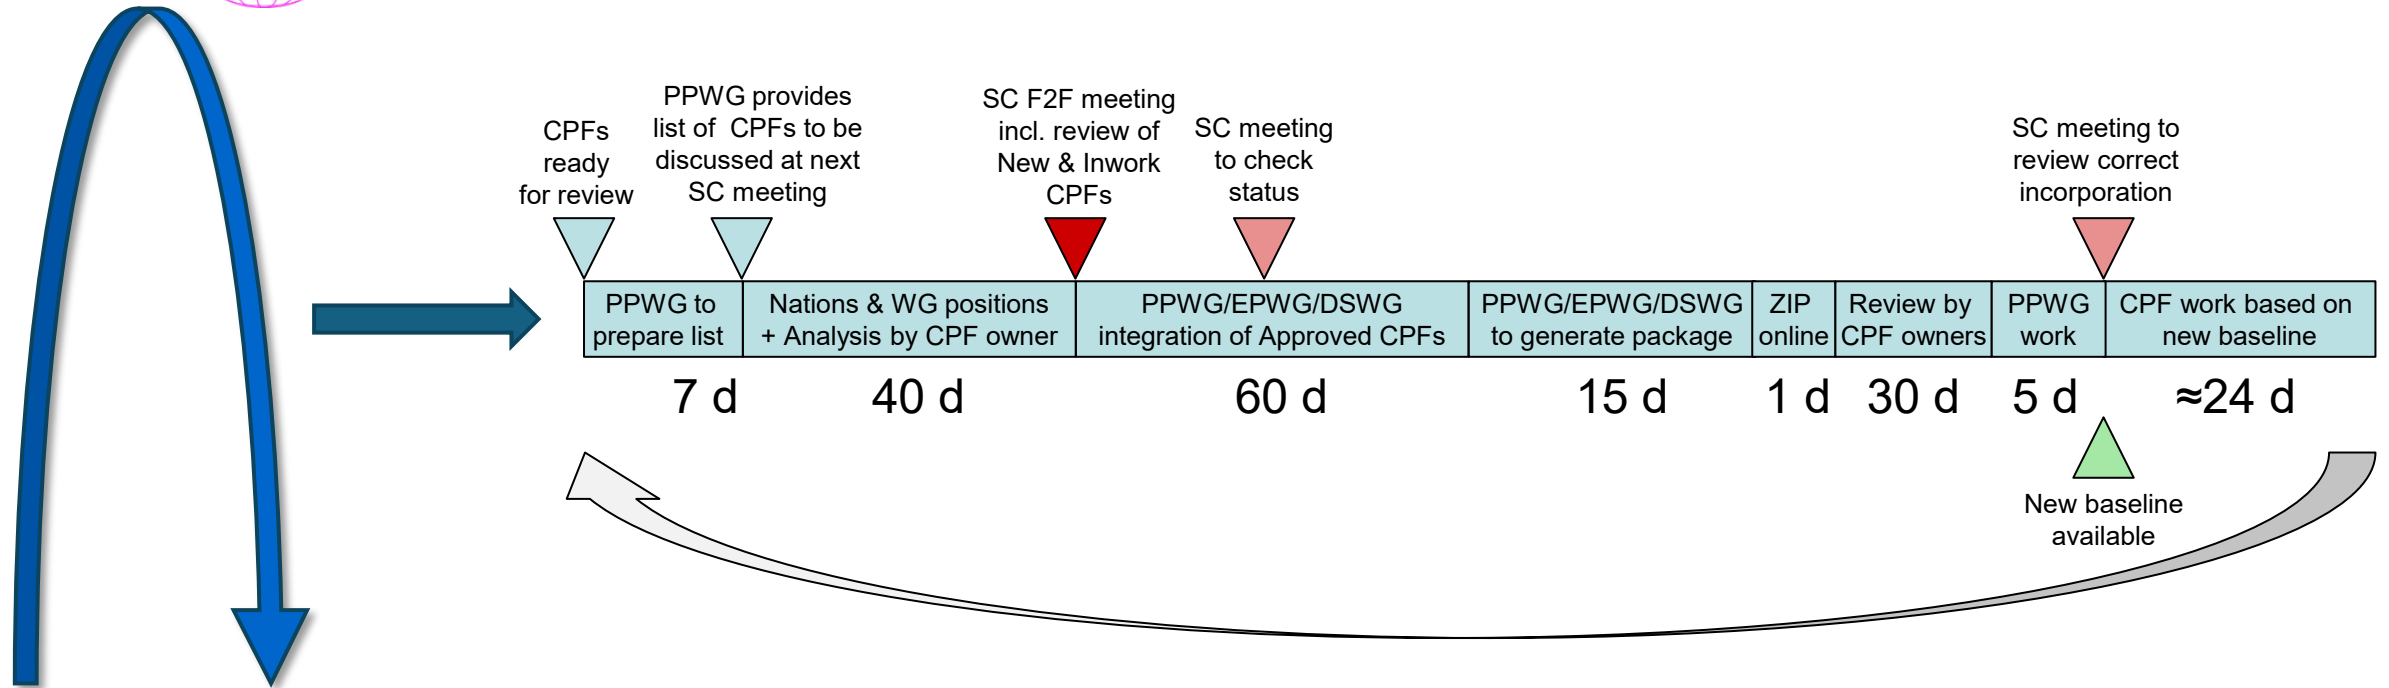 CPFs
ready
for review
PPWG provides
list of CPFs to be
discussed at next
SC meeting
SC F2F meeting
incl. review of
New & Inwork
CPFs
SC meeting
to check
status
SC meeting to
review correct
incorporation
PPWG to
prepare list
Nations & WG positions
+ Analysis by CPF owner
PPWG/EPWG/DSWG
integration of Approved CPFs
PPWG/EPWG/DSWG
to generate package
ZIP
online
Review by
CPF owners
PPWG
work
CPF work based on
new baseline
7 d
40 d
60 d
15 d
1 d
30 d
5 d
≈24 d
New baseline
available